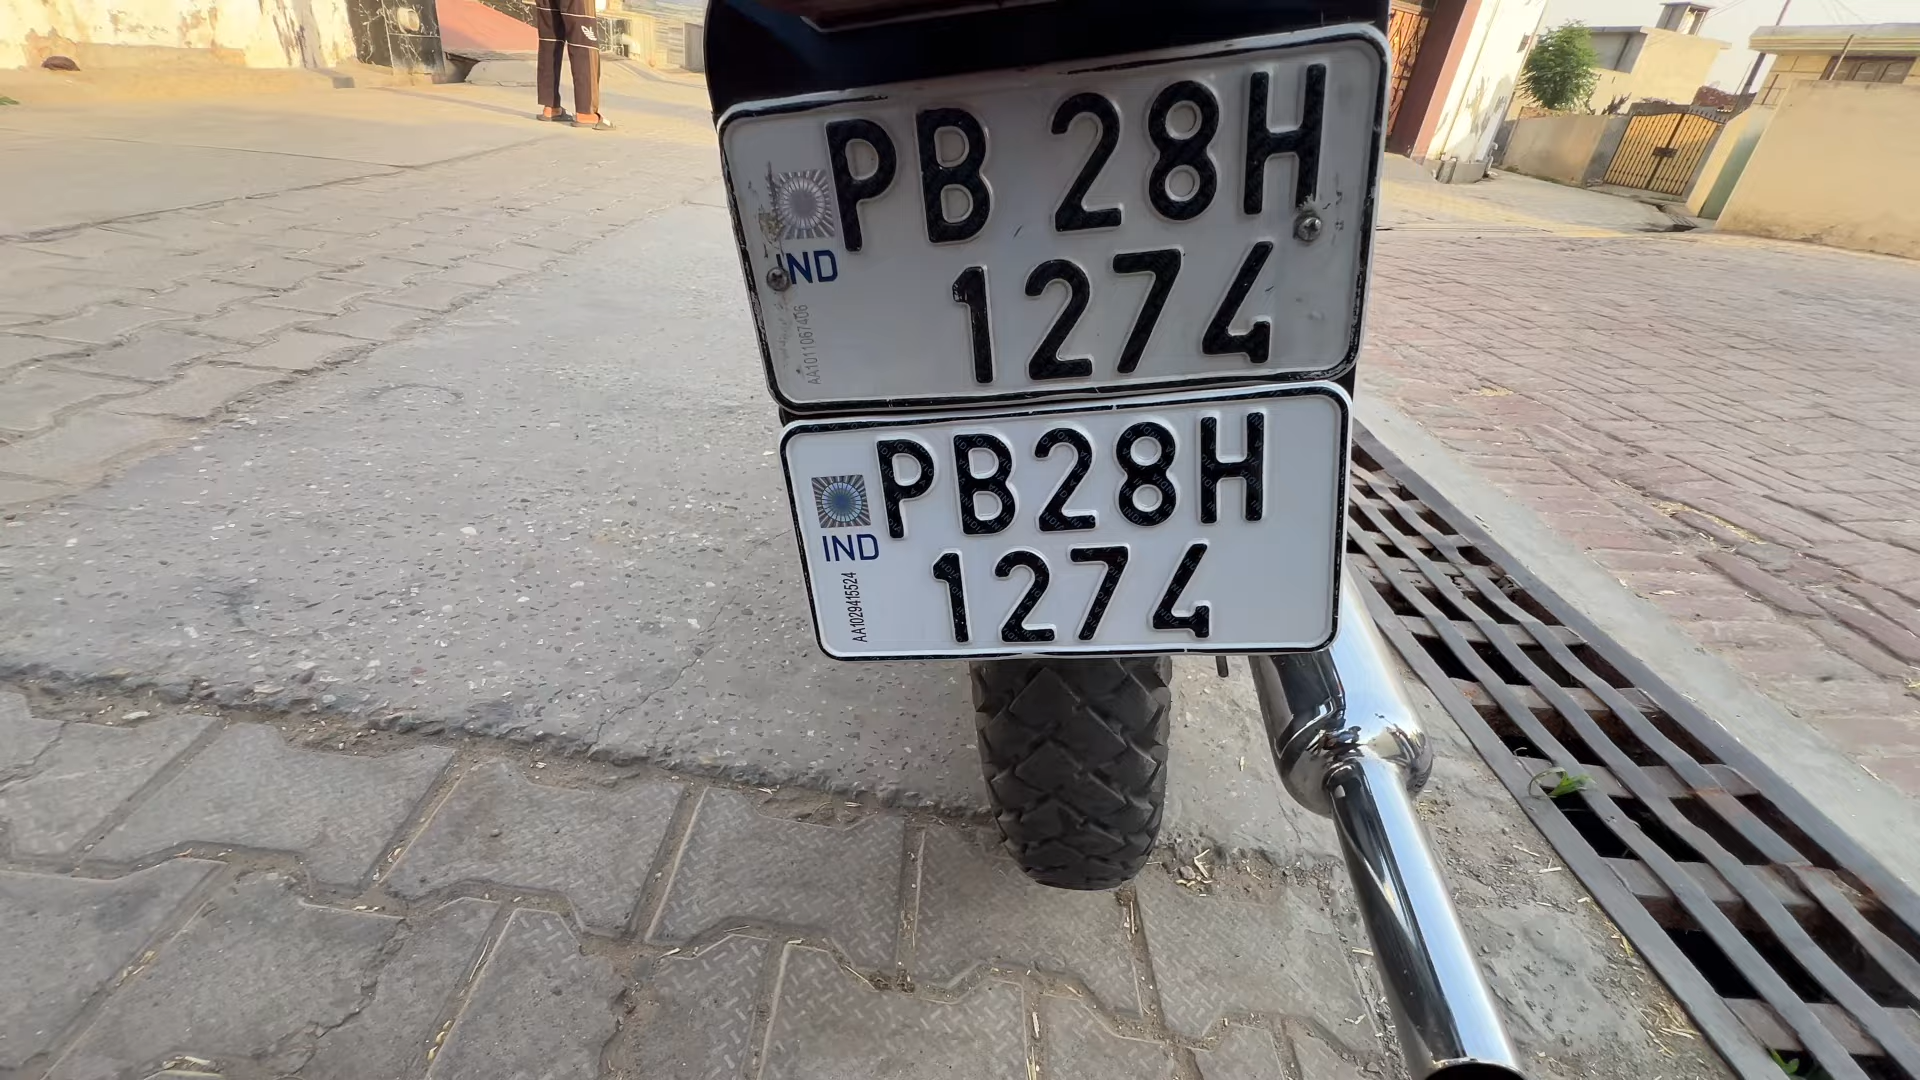 PB 28H
IND
1274
AA1011067406
PB28H
IND
1274
AA1029415524